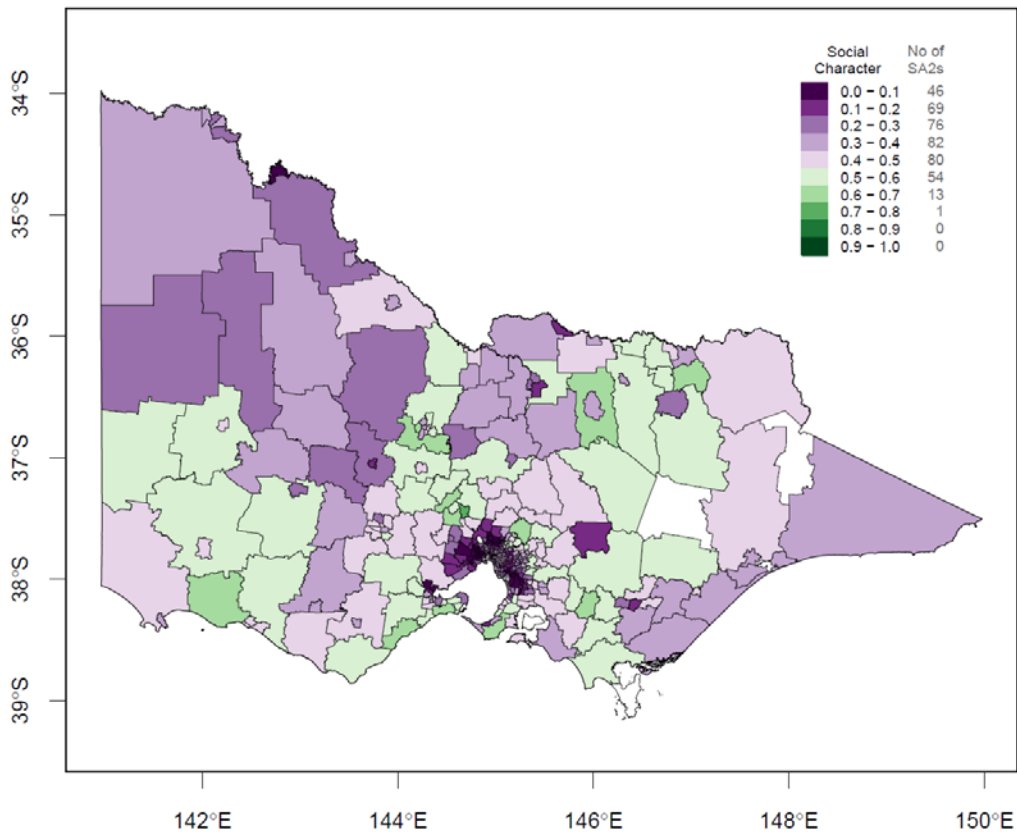 Social No of
Character SA2s
0.0 – 0.1 46
0.1 – 0.2 69
0.2 – 0.3 76
0.3 – 0.4 82
0.4 – 0.5 80
0.5 – 0.6 54
0.6 – 0.7 13
0.7 – 0.8 1
0.8 – 0.9 0
0.9 – 1.0 0
34°S
35°S
36°S
37°S
38°S
39°S
142°E 144°E 146°E 148°E 150°E